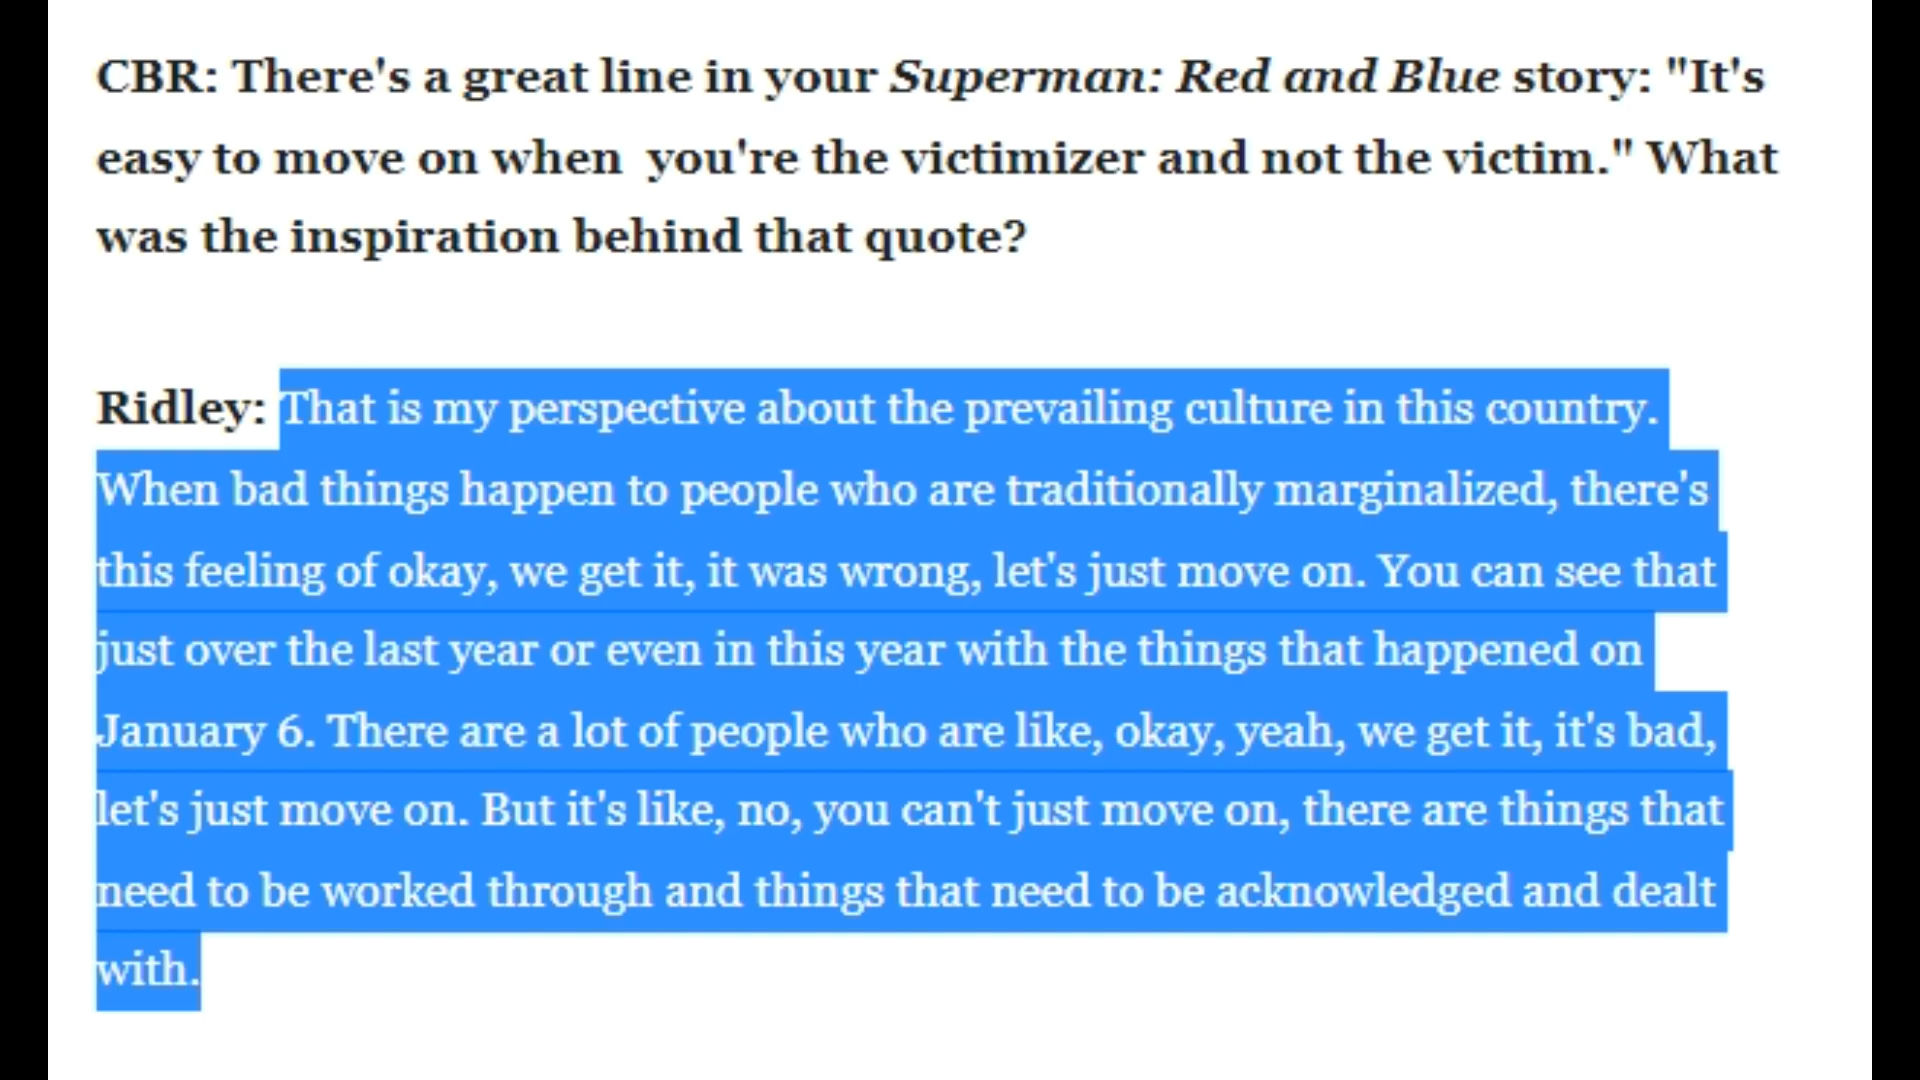 CBR: There's a great line in your Superman: Red and Blue story: "It's
easy to move on when  you're the victimizer and not the victim." What
was the inspiration behind that quote?
Ridley: That is my perspective about the prevailing culture in this country.
When bad things happen to people who are traditionally marginalized, there's
this feeling of okay, we get it, it was wrong, let's just move on. You can see that
just over the last year or even in this year with the things that happened on
January 6. There are a lot of people who are like, okay, yeah, we get it, it's bad,
let's just move on. But it's like, no, you can't just move on, there are things that
need to be worked through and things that need to be acknowledged and dealt
with.